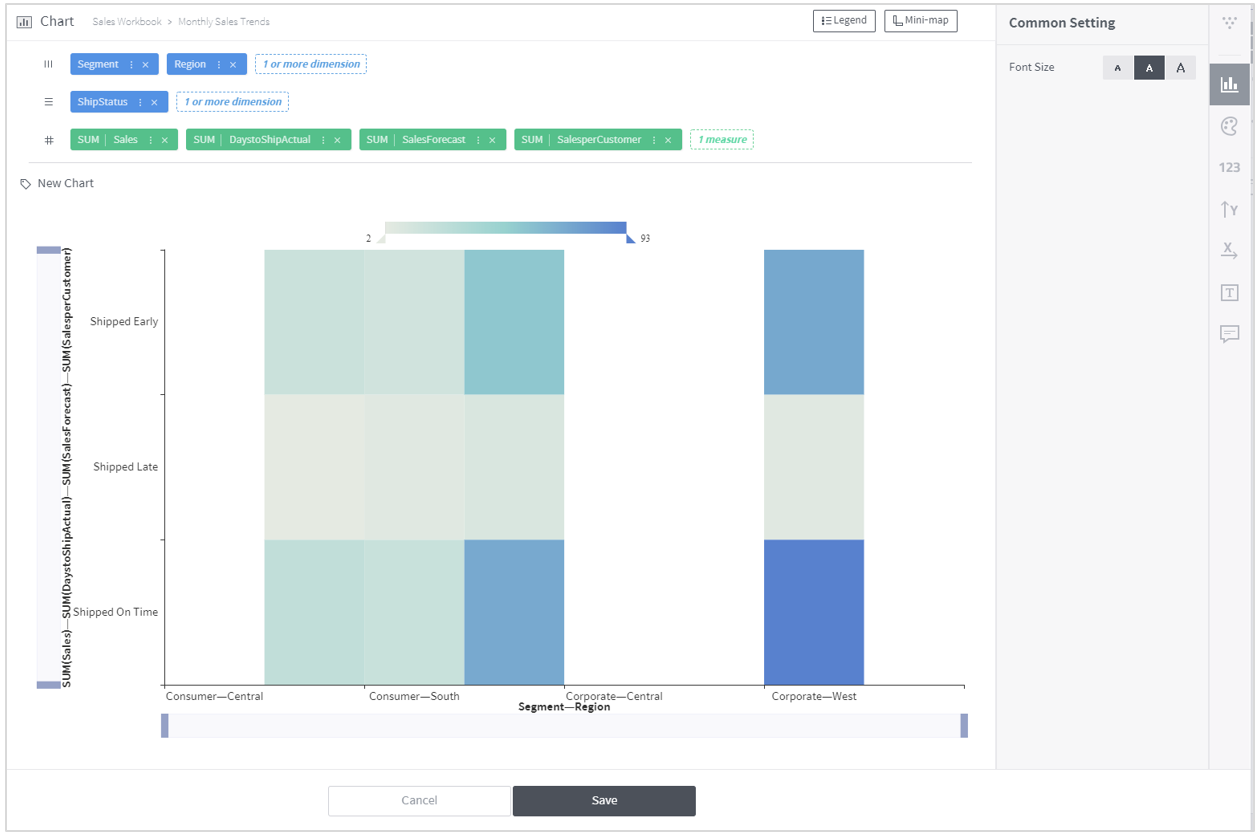 Chart Sales Workbook > Monthly Sales Trends Legend Mini-map
Common Setting
Font Size A A A
Segment Region 1 or more dimension
ShipStatus 1 or more dimension
# SUM Sales SUM DaystoShipActual SUM SalesForecast SUM SalesperCustomer 1 measure
123
Y
X
T
New Chart
2 93
SUM(Sales)—SUM(DaystoShipActual)—SUM(SalesForecast)—SUM(SalesperCustomer)
Shipped Early
Shipped Late
Shipped On Time
Consumer—Central Consumer—South Corporate—Central Corporate—West
Segment—Region
Cancel Save